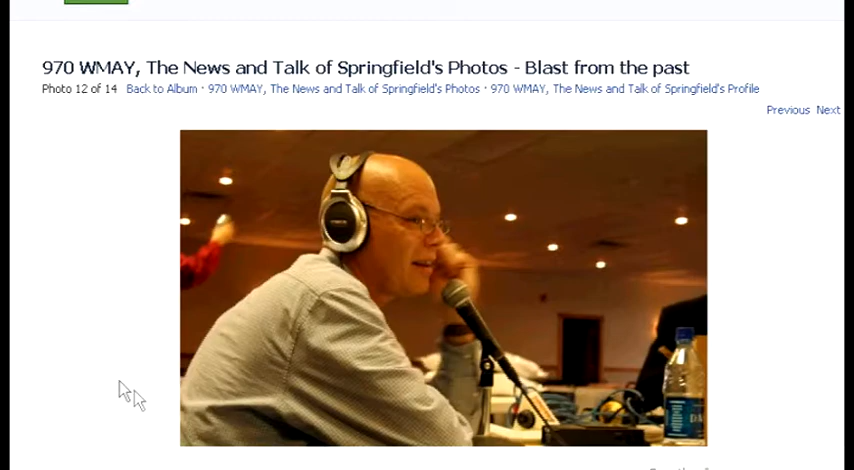 970 WMAY, The News and Talk of Springfield's Photos - Blast from the past
Photo 12 of 14 Back to Album · 970 WMAY, The News and Talk of Springfield's Photos · 970 WMAY, The News and Talk of Springfield's Profile
Previous Next